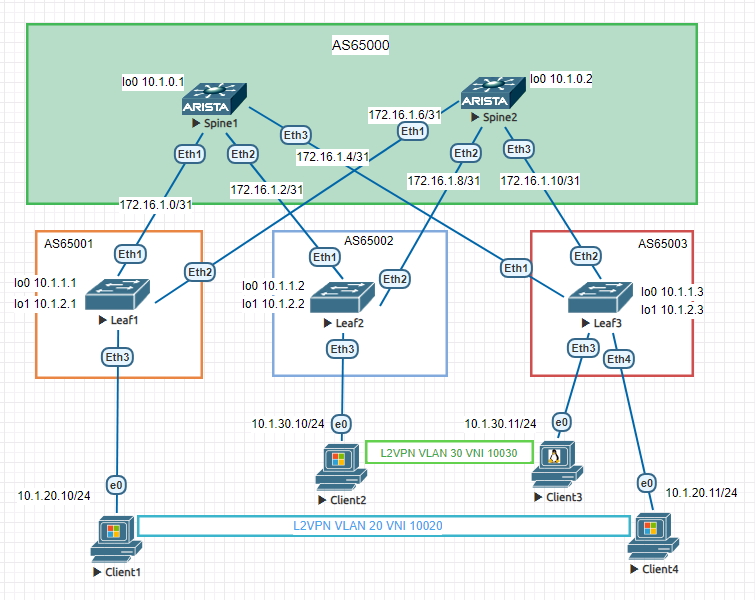 AS65000
lo0 10.1.0.1
lo0 10.1.0.2
ARISTA
ARISTA
Spine1
Spine2
172.16.1.6/31
Eth3
Eth1
Eth1
Eth2
172.16.1.4/31
Eth2
Eth3
172.16.1.2/31
172.16.1.8/31
172.16.1.10/31
172.16.1.0/31
AS65001
AS65002
AS65003
Eth1
Eth2
Eth1
Eth2
Eth1
Eth2
lo0 10.1.1.1
lo1 10.1.2.1
lo0 10.1.1.2
lo1 10.1.2.2
lo0 10.1.1.3
lo1 10.1.2.3
Leaf1
Leaf2
Leaf3
Eth3
Eth3
Eth3
Eth4
10.1.30.10/24
e0
10.1.30.11/24
e0
L2VPN VLAN 30 VNI 10030
Client2
Client3
10.1.20.10/24
e0
e0
10.1.20.11/24
L2VPN VLAN 20 VNI 10020
Client1
Client4